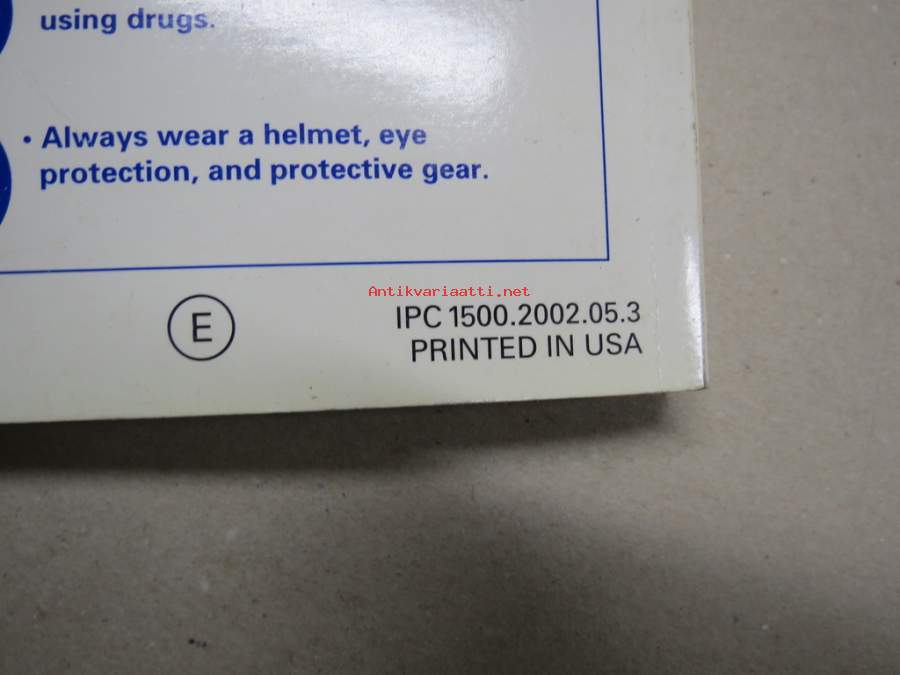 using drugs.
• Always wear a helmet, eye
protection, and protective gear.
Antikvariaatti.net
E
IPC 1500.2002.05.3
PRINTED IN USA